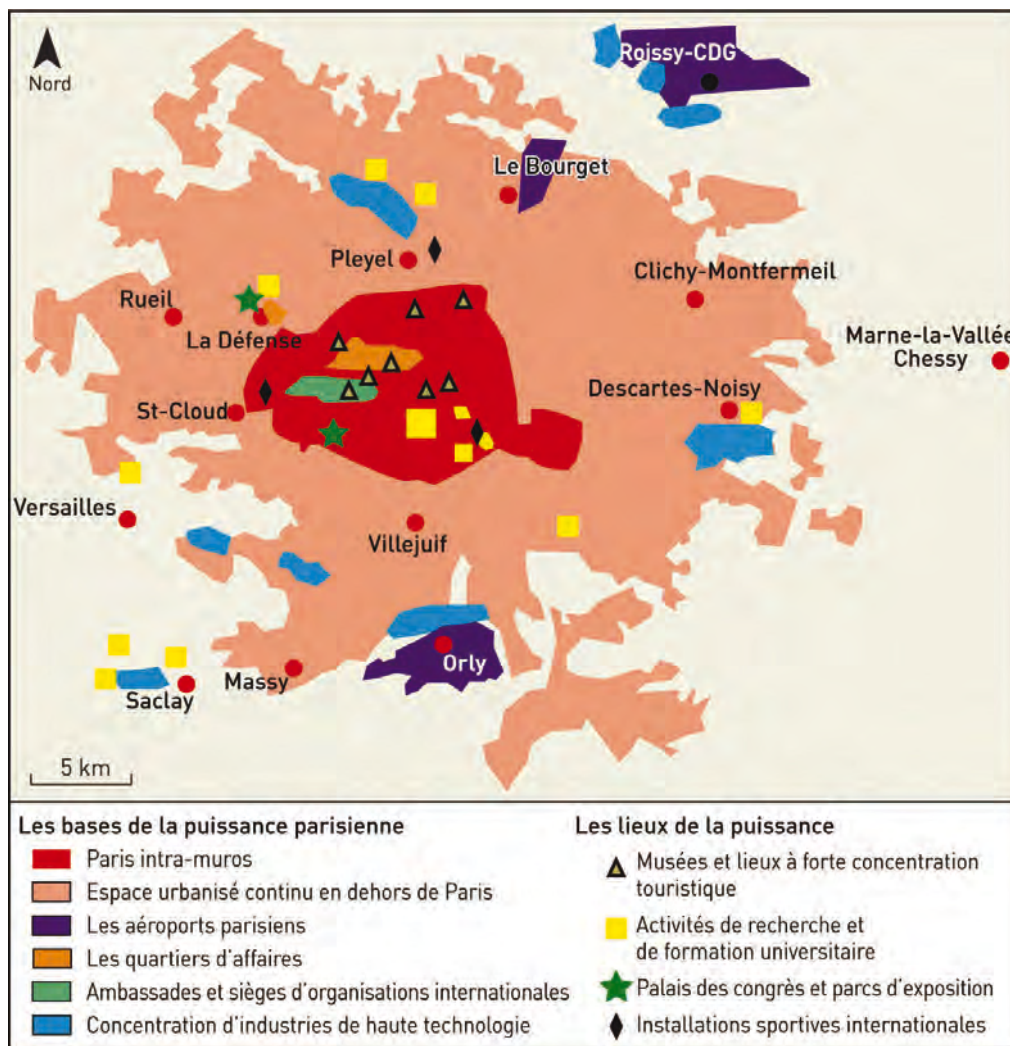 Nord
Roissy-CDG
Le Bourget
Pleyel
Clichy-Montfermeil
Rueil
La Défense
Marne-la-Vallée
Chessy
Descartes-Noisy
St-Cloud
Versailles
Villejuif
Orly
Massy
Saclay
5 km
Les bases de la puissance parisienne
Paris intra-muros
Espace urbanisé continu en dehors de Paris
Les aéroports parisiens
Les quartiers d'affaires
Ambassades et sièges d'organisations internationales
Concentration d'industries de haute technologie
Les lieux de la puissance
Musées et lieux à forte concentration
touristique
Activités de recherche et
de formation universitaire
Palais des congrès et parcs d'exposition
Installations sportives internationales